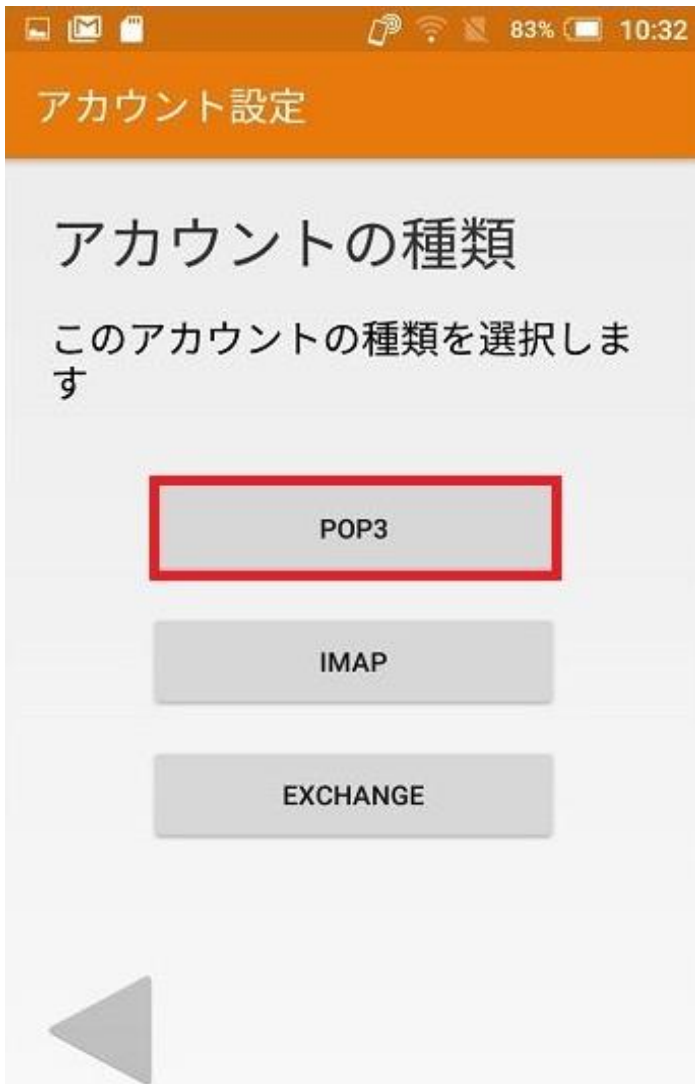 83% 10:32
アカウント設定
アカウントの種類
このアカウントの種類を選択しま
す
POP3
IMAP
EXCHANGE